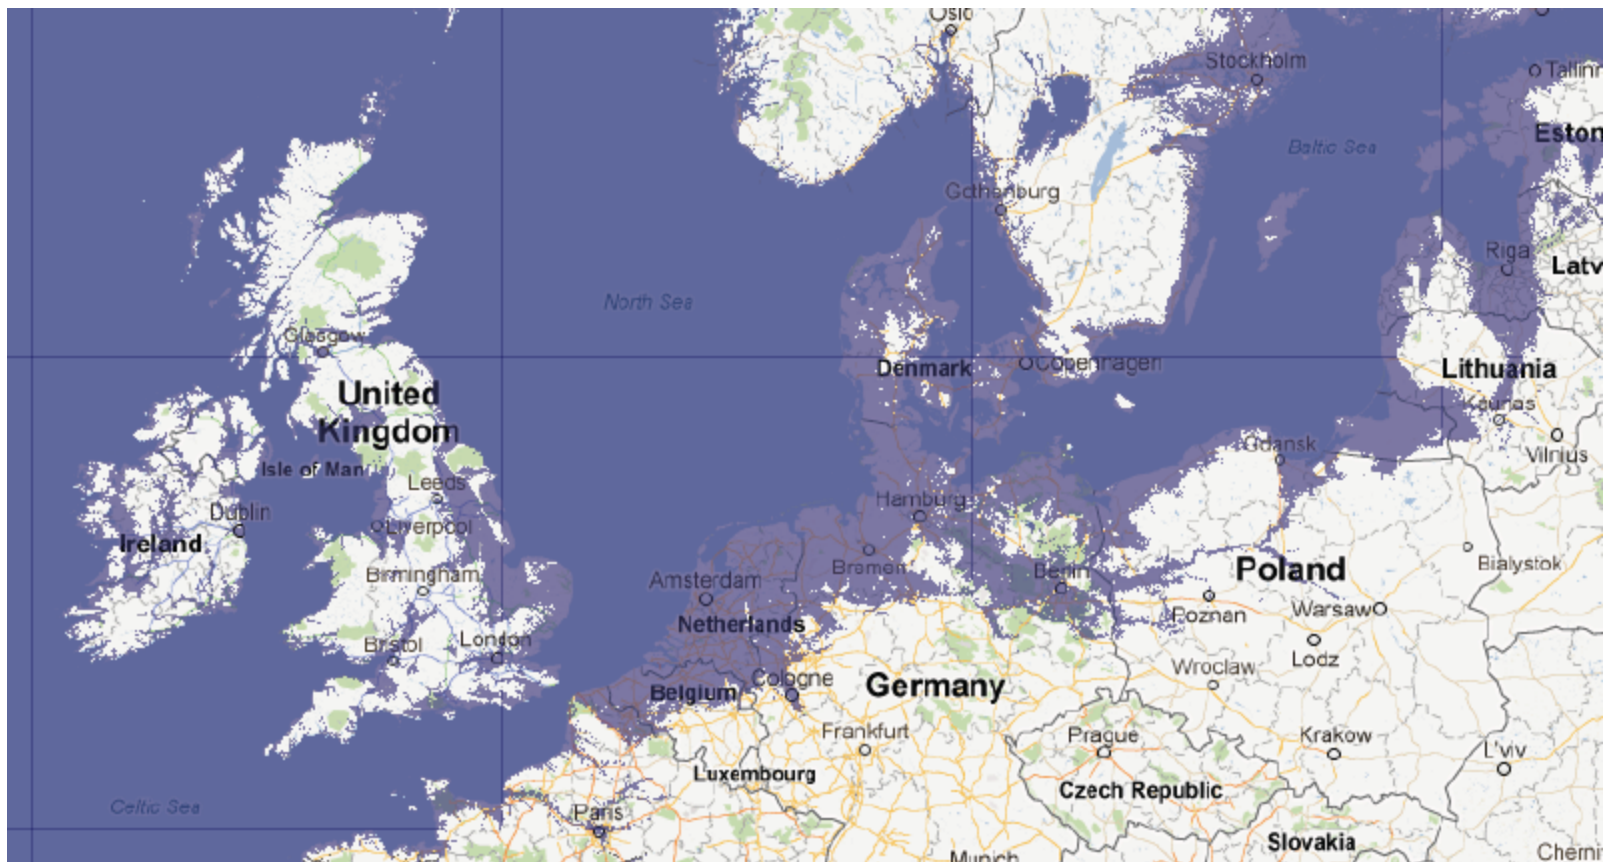 Oslo
Stockholm
Tallinn
Eston
Baltic Sea
Gothenburg
Riga
Latv
North Sea
Glasgow
Denmark
Copenhagen
Lithuania
United
Kingdom
Kaunas
Vilnius
Gdansk
Isle of Man
Leeds
Hamburg
Dublin
Liverpool
Ireland
Bremen
Berlin
Poland
Bialystok
Birmingham
Amsterdam
Netherlands
Poznan
Warsaw
Bristol
London
Lodz
Wroclaw
Belgium
Cologne
Germany
Frankfurt
Prague
Krakow
L'viv
Luxembourg
Czech Republic
Celtic Sea
Paris
Slovakia
Munich
Cherni